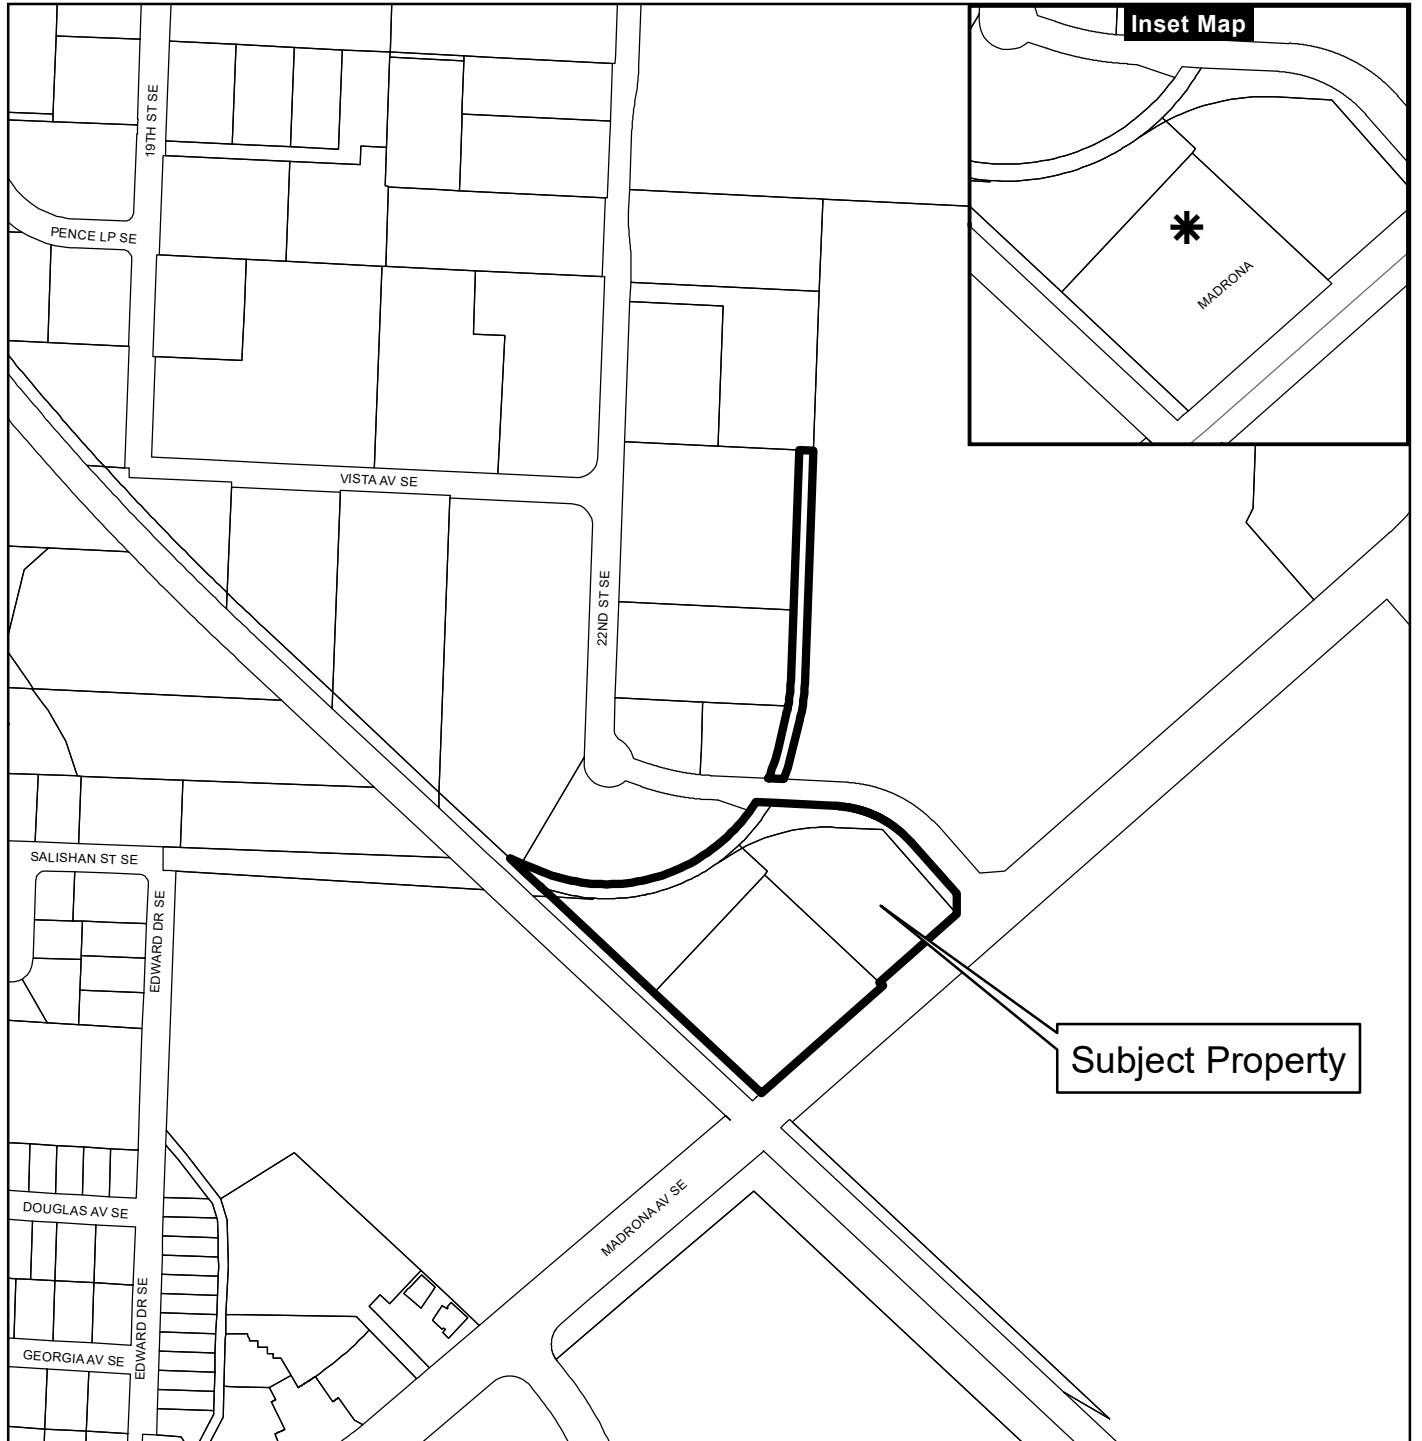 Inset Map
19TH ST SE
PENCE LP SE
MADRONA
VISTA AV SE
22ND ST SE
SALISHAN ST SE
EDWARD DR SE
Subject Property
MADRONA AV SE
DOUGLAS AV SE
EDWARD DR SE
GEORGIA AV SE